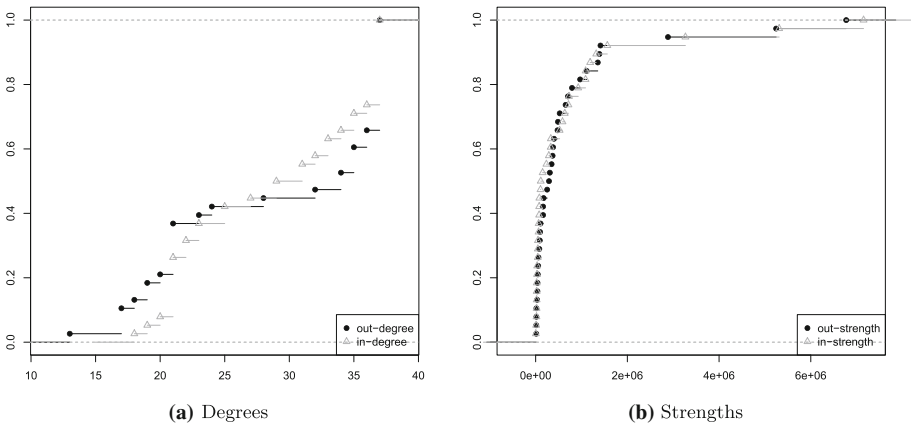 1.0
0.8
0.6
0.4
0.2
0.0
out−degree
in−degree
10 15 20 25 30 35 40
(a) Degrees
1.0
0.8
0.6
0.4
0.2
0.0
out−strength
in−strength
0e+00 2e+06 4e+06 6e+06
(b) Strengths